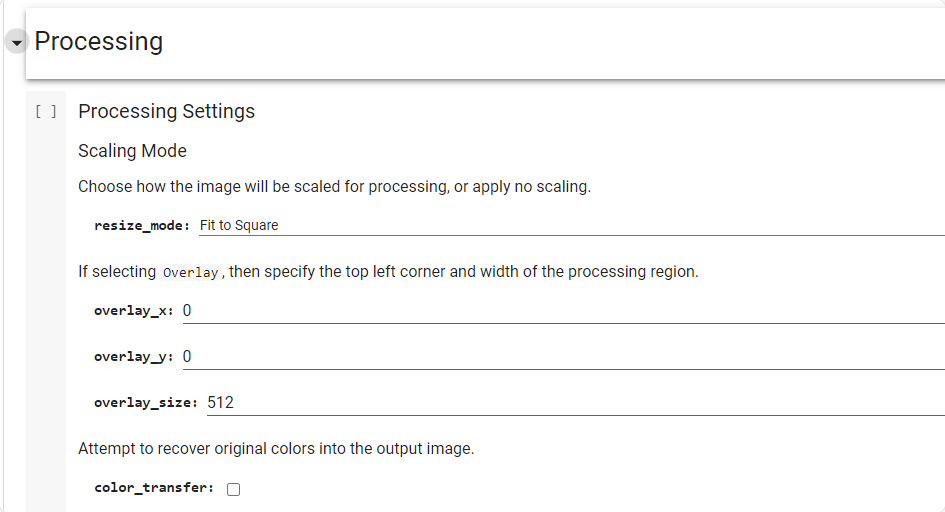 Processing
[ ] Processing Settings
Scaling Mode
Choose how the image will be scaled for processing, or apply no scaling.
resize_mode: Fit to Square
If selecting Overlay, then specify the top left corner and width of the processing region.
overlay_x: 0
overlay_y: 0
overlay_size: 512
Attempt to recover original colors into the output image.
color_transfer: